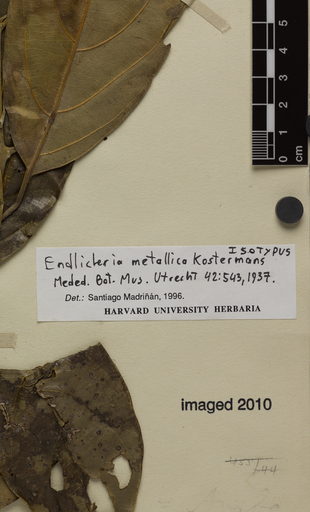 5
4
3
2
1
0
cm
ISOTYPUS
Endlicheria metallica Kostermans
Meded. Bot. Mus. Utrecht 42:543, 1937.
Det.: Santiago Madriñán, 1996.
HARVARD UNIVERSITY HERBARIA
imaged 2010